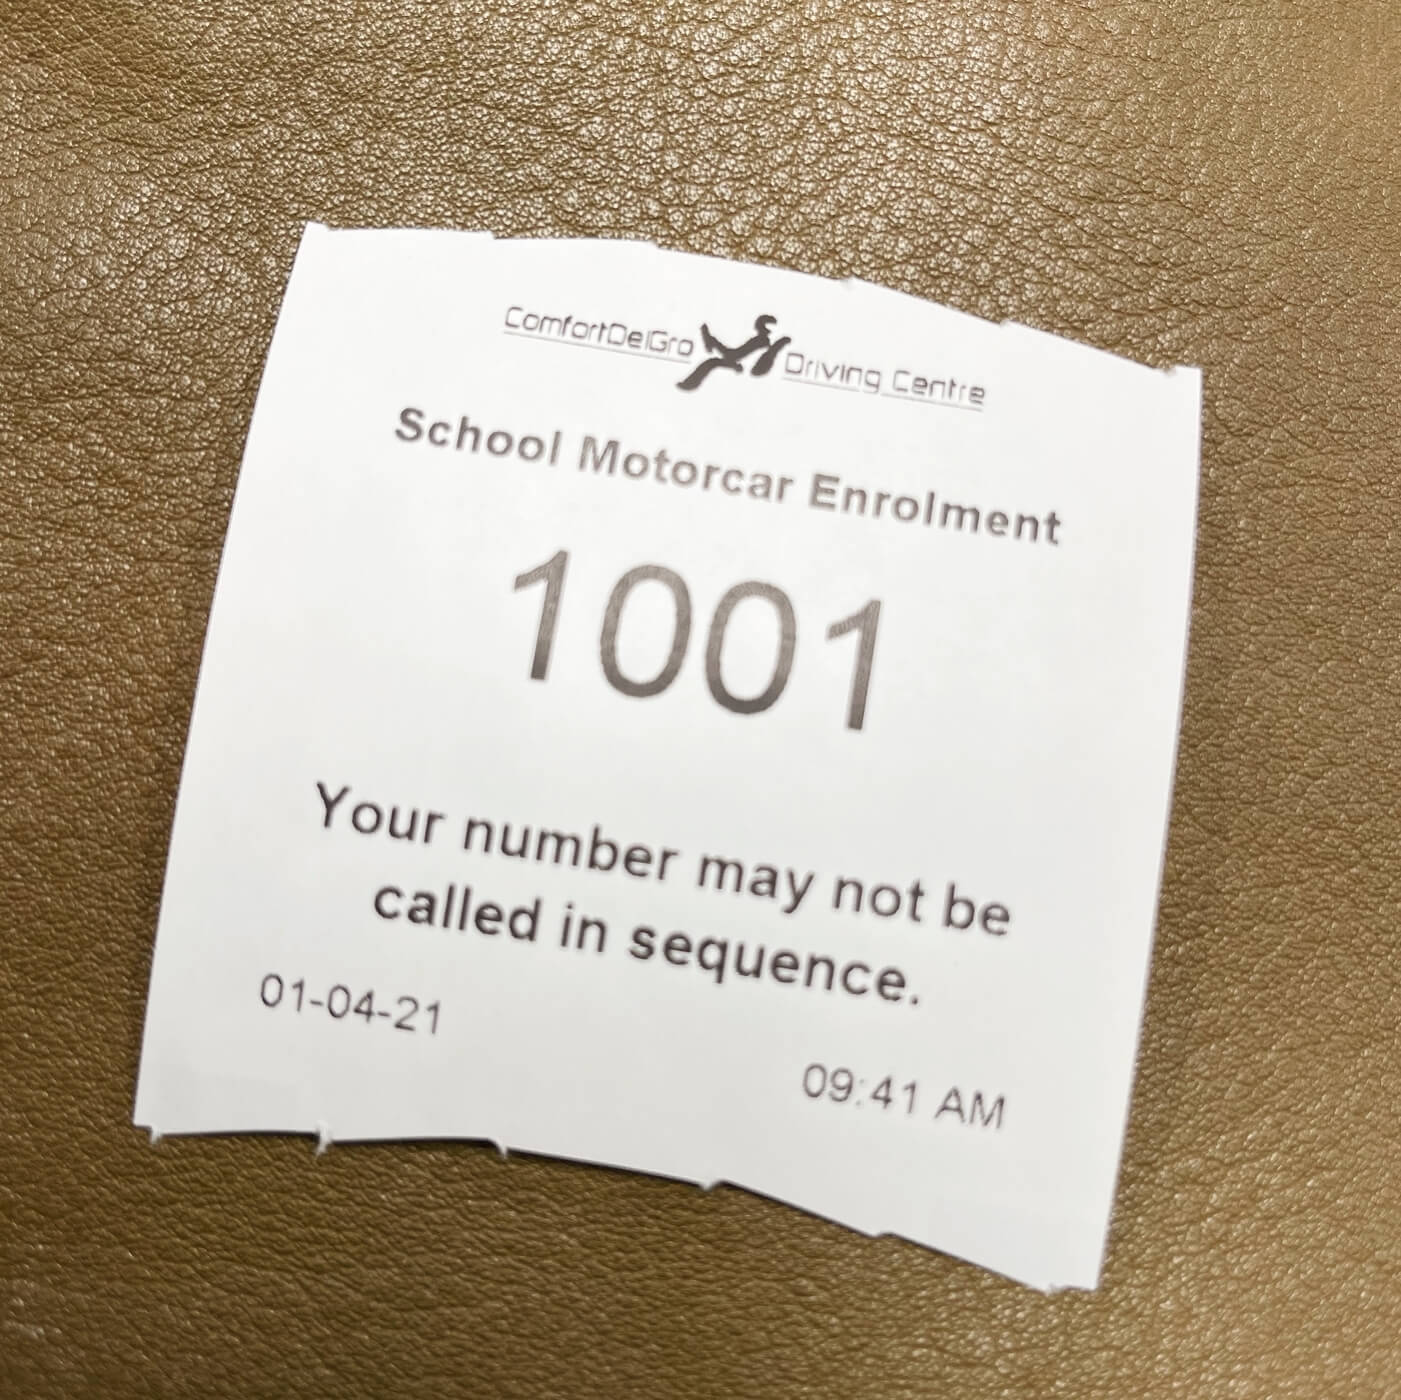 ComfortDelGro Driving Centre
School Motorcar Enrolment
1001
Your number may not be
called in sequence.
01-04-21
09:41 AM